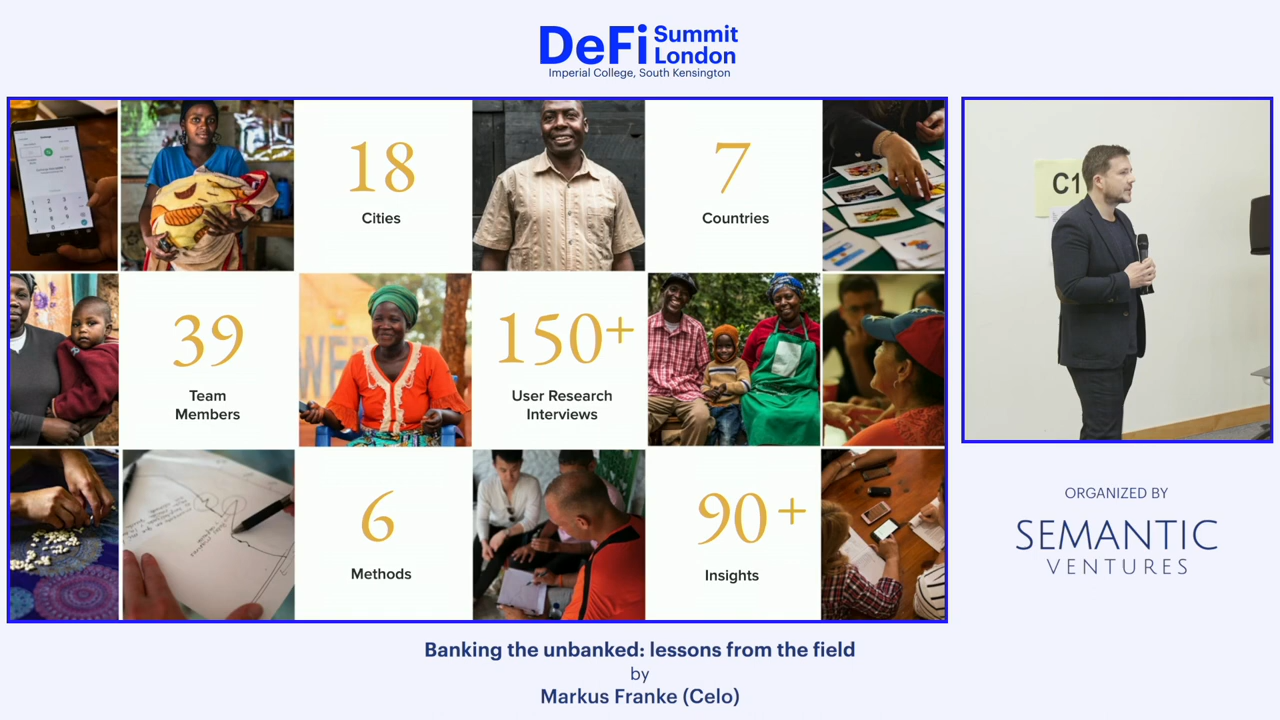 DeFi Summit
London
Imperial College, South Kensington
18
Cities
7
Countries
C1
39
Team
Members
150+
User Research
Interviews
6
Methods
90+
Insights
ORGANIZED BY
SEMANTIC
VENTURES
Banking the unbanked: lessons from the field
by
Markus Franke (Celo)